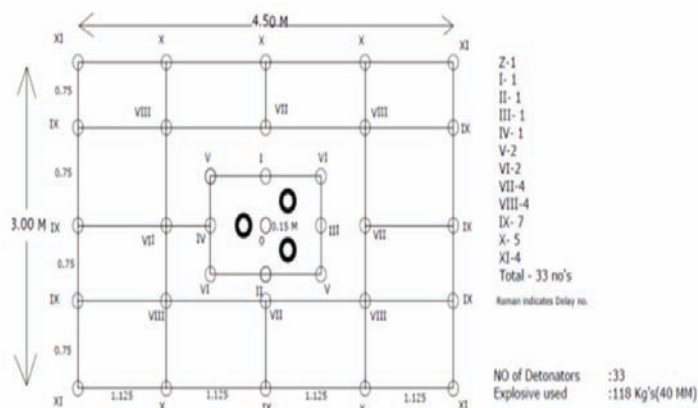 4.50 M
XI X X X XI
Z-1
I- 1
II- 1
III- 1
IV- 1
V-2
VI-2
VII-4
VIII-4
IX- 7
X- 5
XI-4
Total - 33 no's
Roman indicates Delay no.
0.75
IX VIII VII VIII IX
0.75
V I VI
3.00 M
IX VII IV 0 0.15 M III VII IX
0.75
VI II V
IX VIII VII VIII IX
0.75
1.125 1.125 1.125 1.125
XI X IX X XI
NO of Detonators :33
Explosive used :118 Kg's(40 MM)